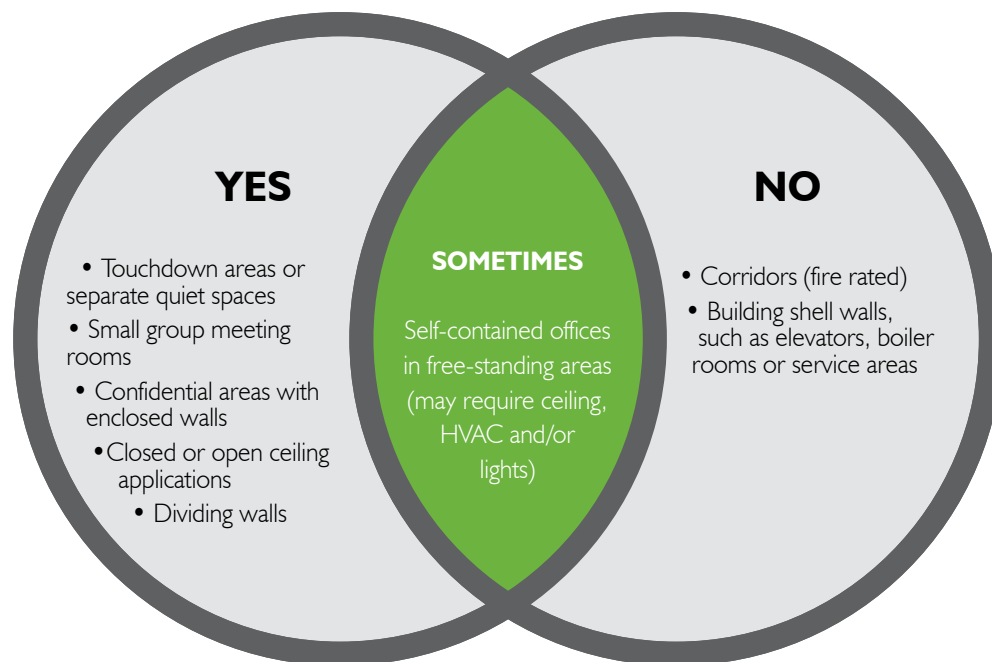 YES
• Touchdown areas or
separate quiet spaces
• Small group meeting
rooms
• Confidential areas with
enclosed walls
•Closed or open ceiling
applications
• Dividing walls
SOMETIMES
Self-contained offices
in free-standing areas
(may require ceiling,
HVAC and/or
lights)
NO
• Corridors (fire rated)
• Building shell walls,
such as elevators, boiler
rooms or service areas